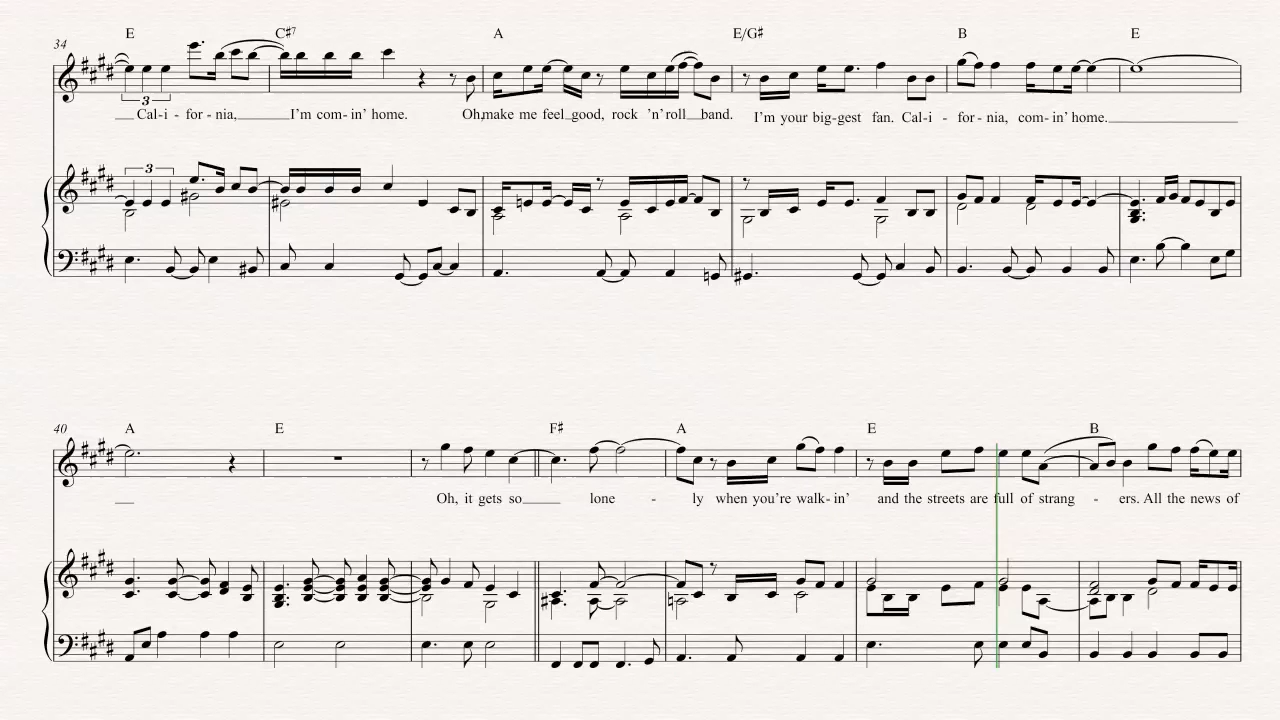 E C♯7 A E/G♯ B E
34
3
Cal-i - for - nia, I'm com- in' home. Oh, make me feel good, rock 'n' roll band. I'm your big-gest fan. Cal-i - for- nia, com- in' home.
3
A E F♯ A E B
40
Oh, it gets so lone - ly when you're walk- in' and the streets are full of strang - ers. All the news of